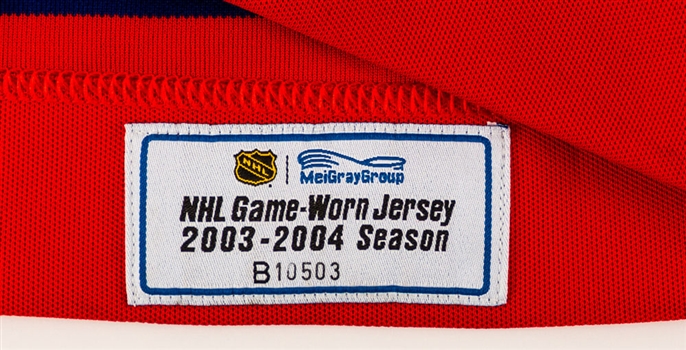 NHL
MeiGrayGroup
NHL Game-Worn Jersey
2003-2004 Season
B10503